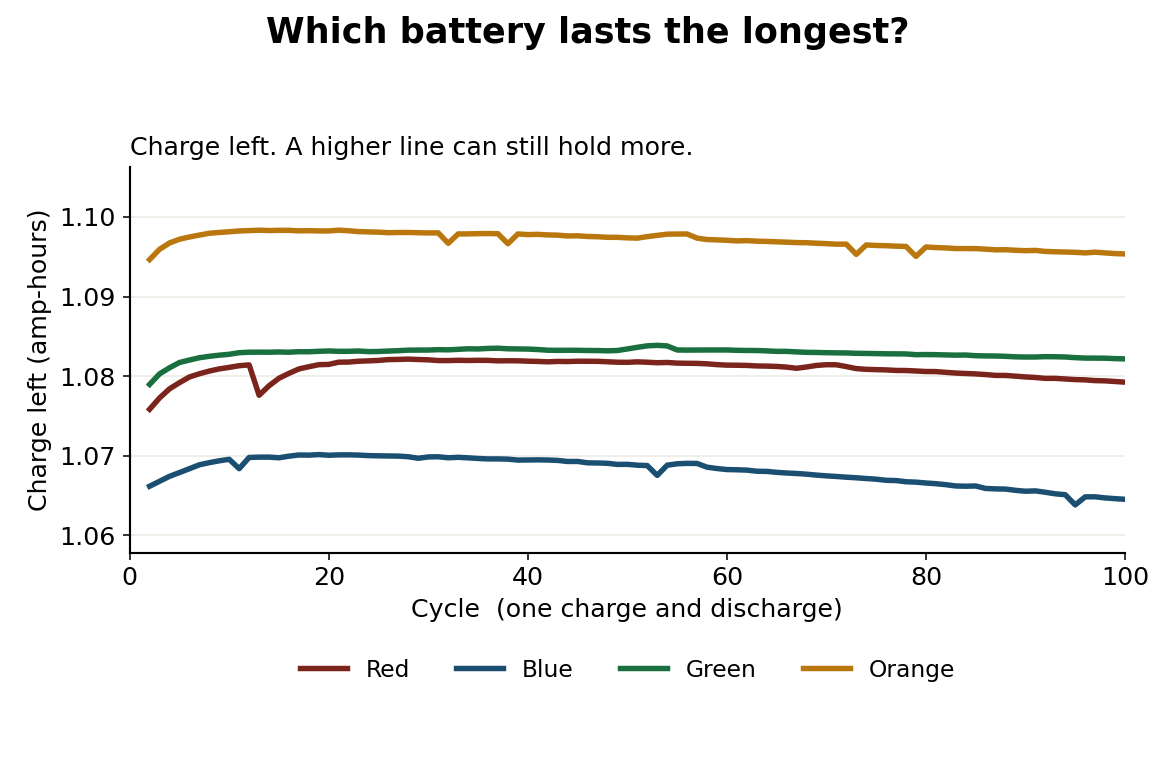 Which battery lasts the longest?
Charge left. A higher line can still hold more.
Charge left (amp-hours)
1.10
1.09
1.08
1.07
1.06
0 20 40 60 80 100
Cycle  (one charge and discharge)
Red Blue Green Orange